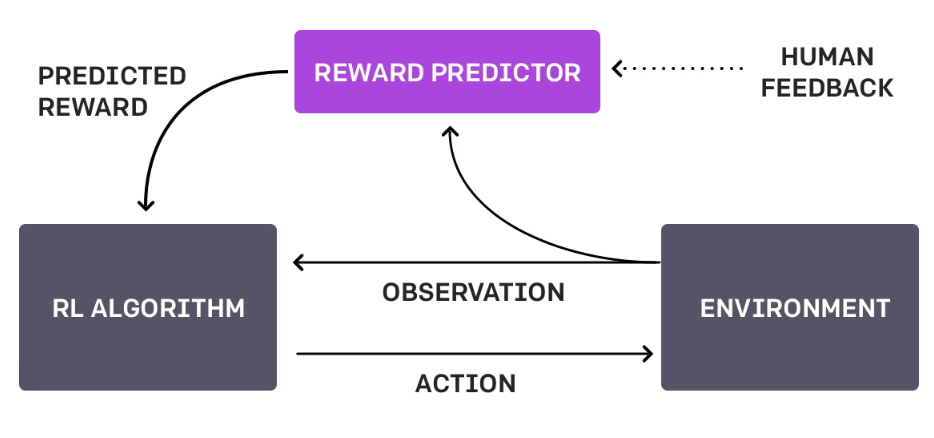 PREDICTED
REWARD
REWARD PREDICTOR
HUMAN
FEEDBACK
RL ALGORITHM
OBSERVATION
ENVIRONMENT
ACTION